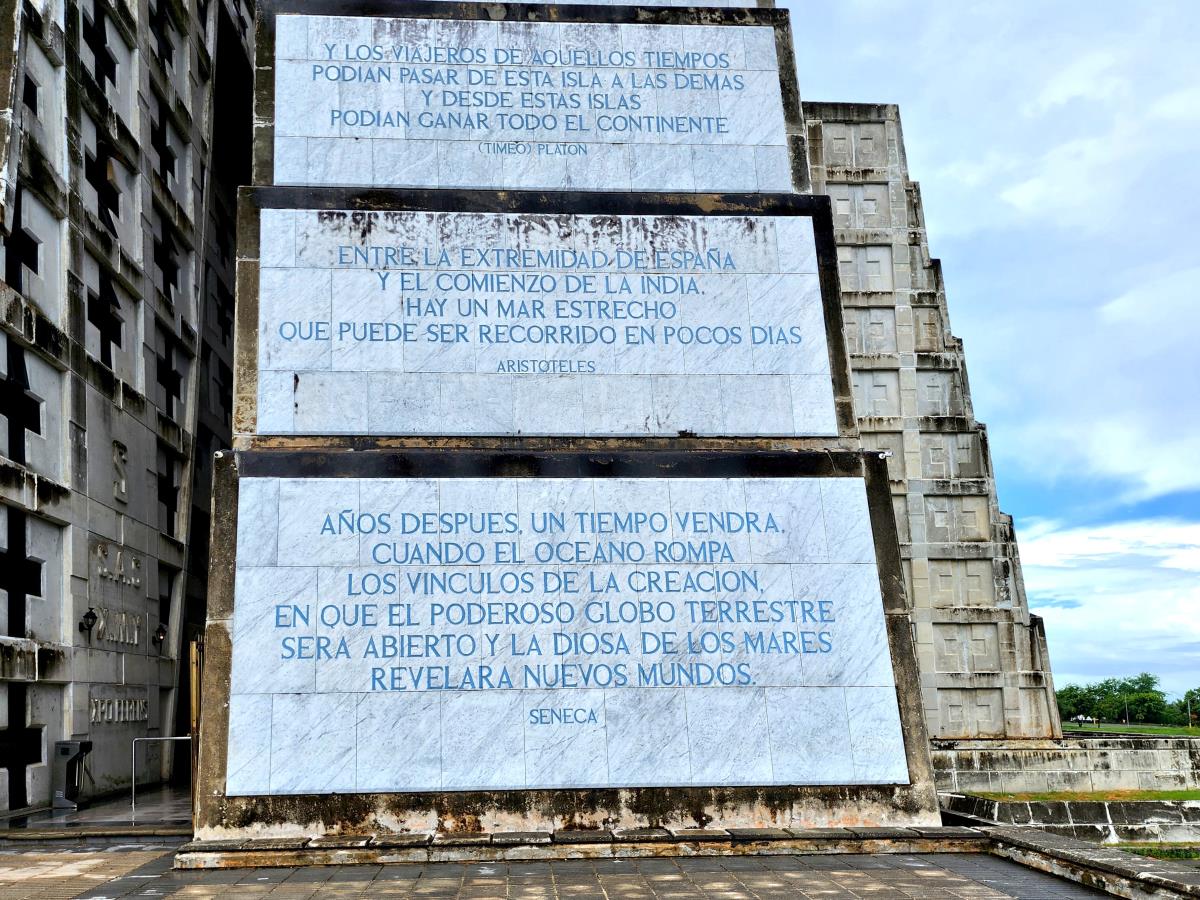 Y LOS VIAJEROS DE AQUELLOS TIEMPOS
PODIAN PASAR DE ESTA ISLA A LAS DEMAS
Y DESDE ESTAS ISLAS
PODIAN GANAR TODO EL CONTINENTE
(TIMEO) PLATON
ENTRE LA EXTREMIDAD DE ESPAÑA
Y EL COMIENZO DE LA INDIA.
HAY UN MAR ESTRECHO
QUE PUEDE SER RECORRIDO EN POCOS DIAS
ARISTOTELES
AÑOS DESPUES, UN TIEMPO VENDRA,
CUANDO EL OCEANO ROMPA
LOS VINCULOS DE LA CREACION,
EN QUE EL PODEROSO GLOBO TERRESTRE
SERA ABIERTO Y LA DIOSA DE LOS MARES
REVELARA NUEVOS MUNDOS.
SENECA
S
S.A.S
XMY